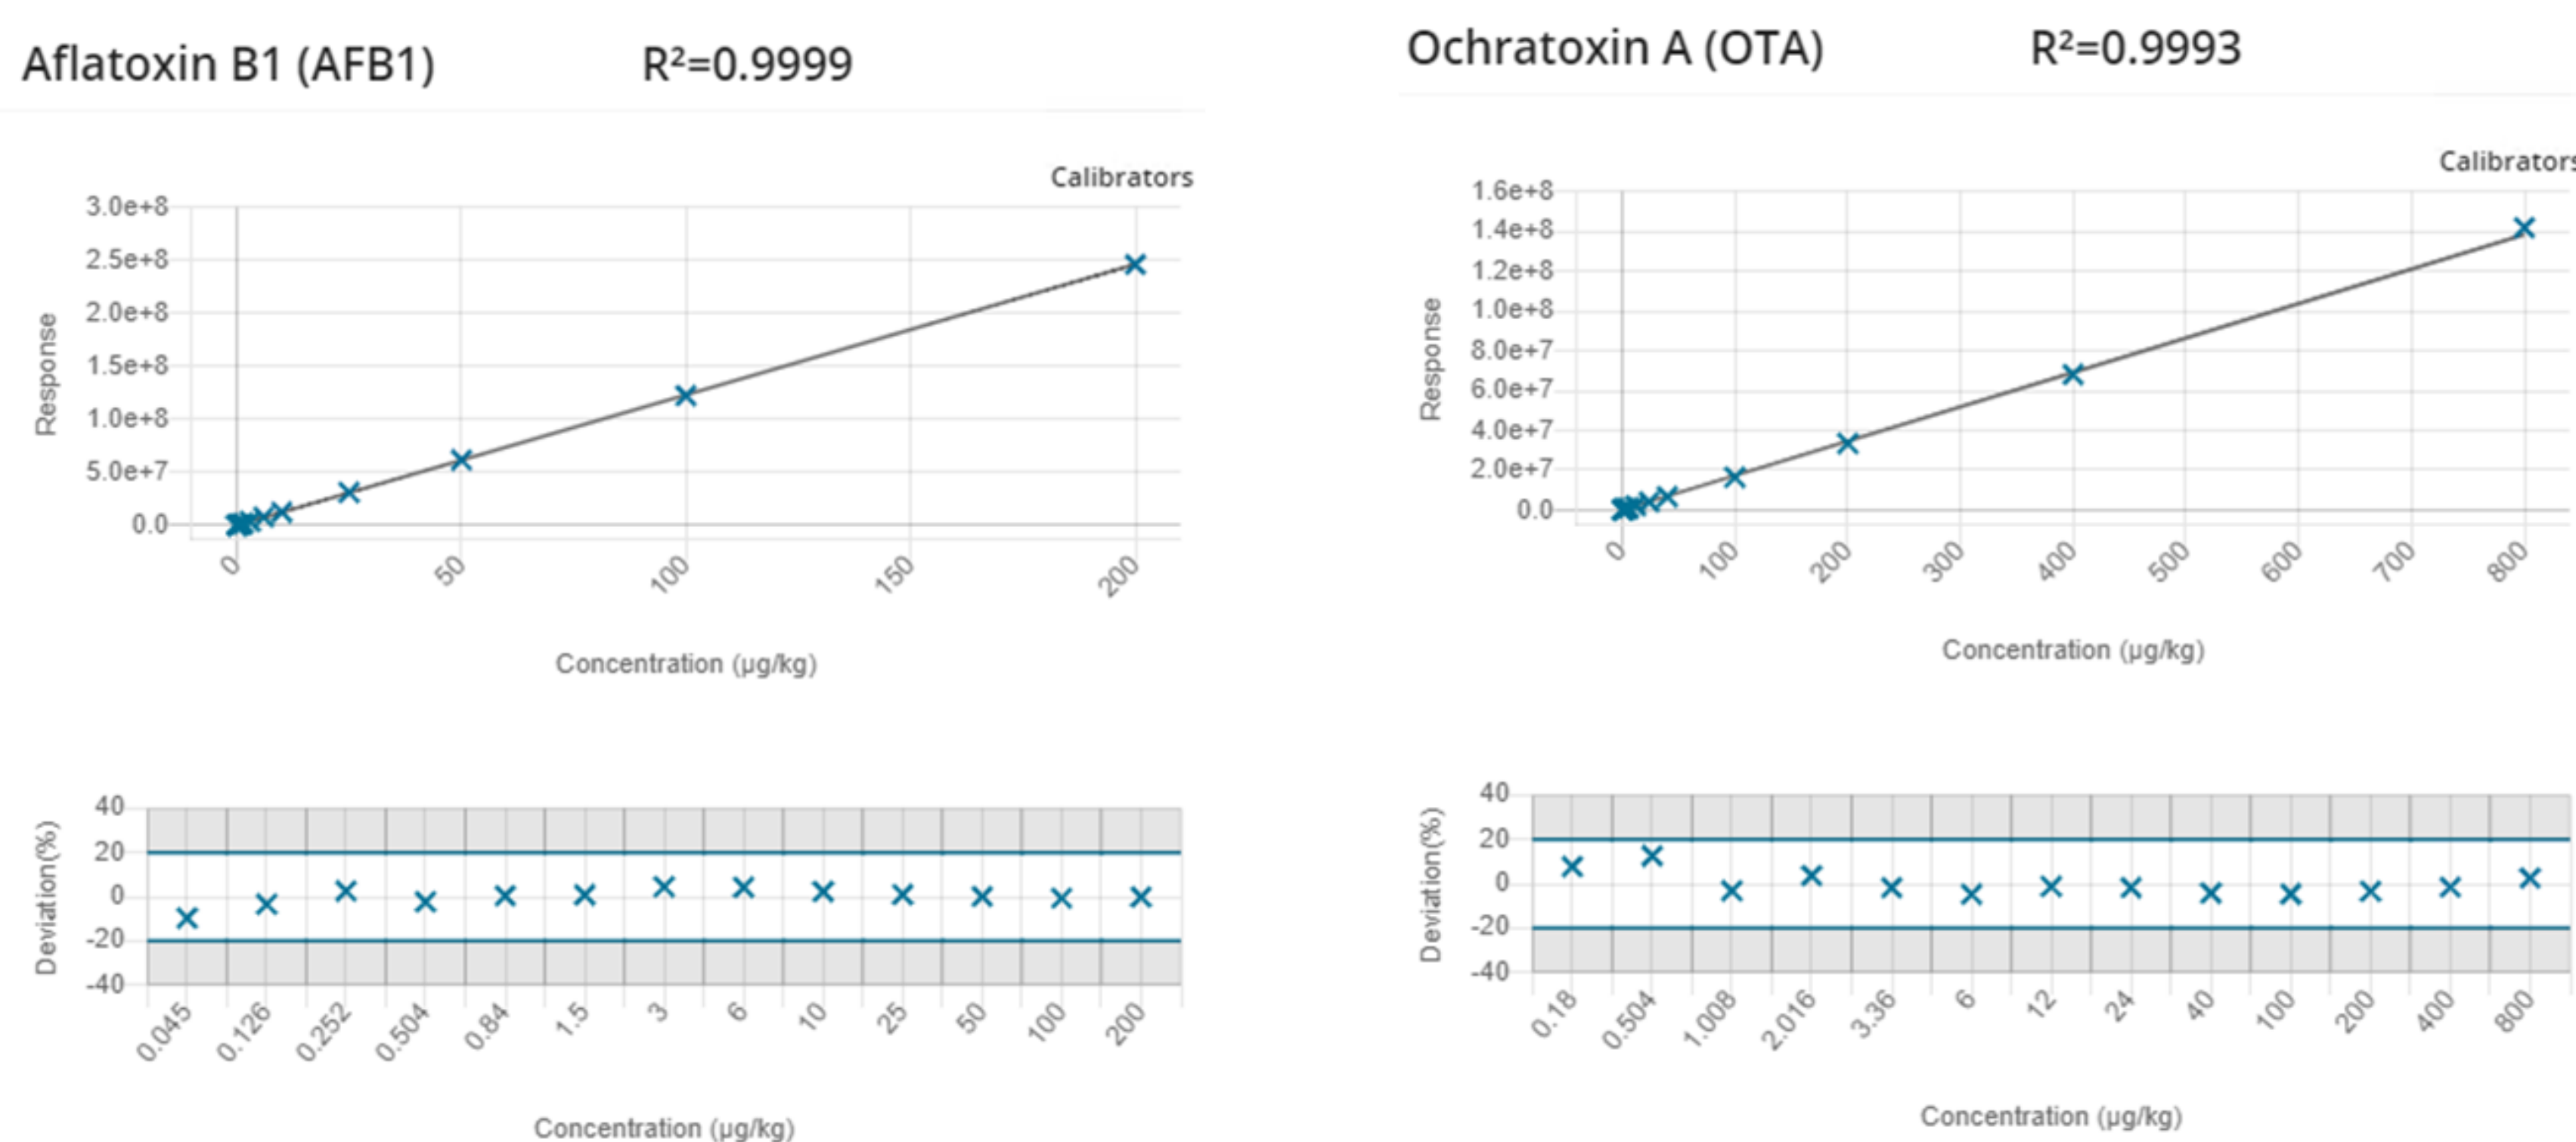 Aflatoxin B1 (AFB1) R²=0.9999
Calibrators
3.0e+8
2.5e+8
2.0e+8
1.5e+8
1.0e+8
5.0e+7
0.0
Response
0 50 100 150 200
Concentration (µg/kg)
40
20
0
-20
-40
Deviation(%)
0.045 0.126 0.252 0.504 0.84 1.5 3 6 10 25 50 100 200
Concentration (µg/kg)
Ochratoxin A (OTA) R²=0.9993
Calibrators
1.6e+8
1.4e+8
1.2e+8
1.0e+8
8.0e+7
6.0e+7
4.0e+7
2.0e+7
0.0
Response
0 100 200 300 400 500 600 700 800
Concentration (µg/kg)
40
20
0
-20
-40
Deviation(%)
0.18 0.504 1.008 2.016 3.36 6 12 24 40 100 200 400 800
Concentration (µg/kg)